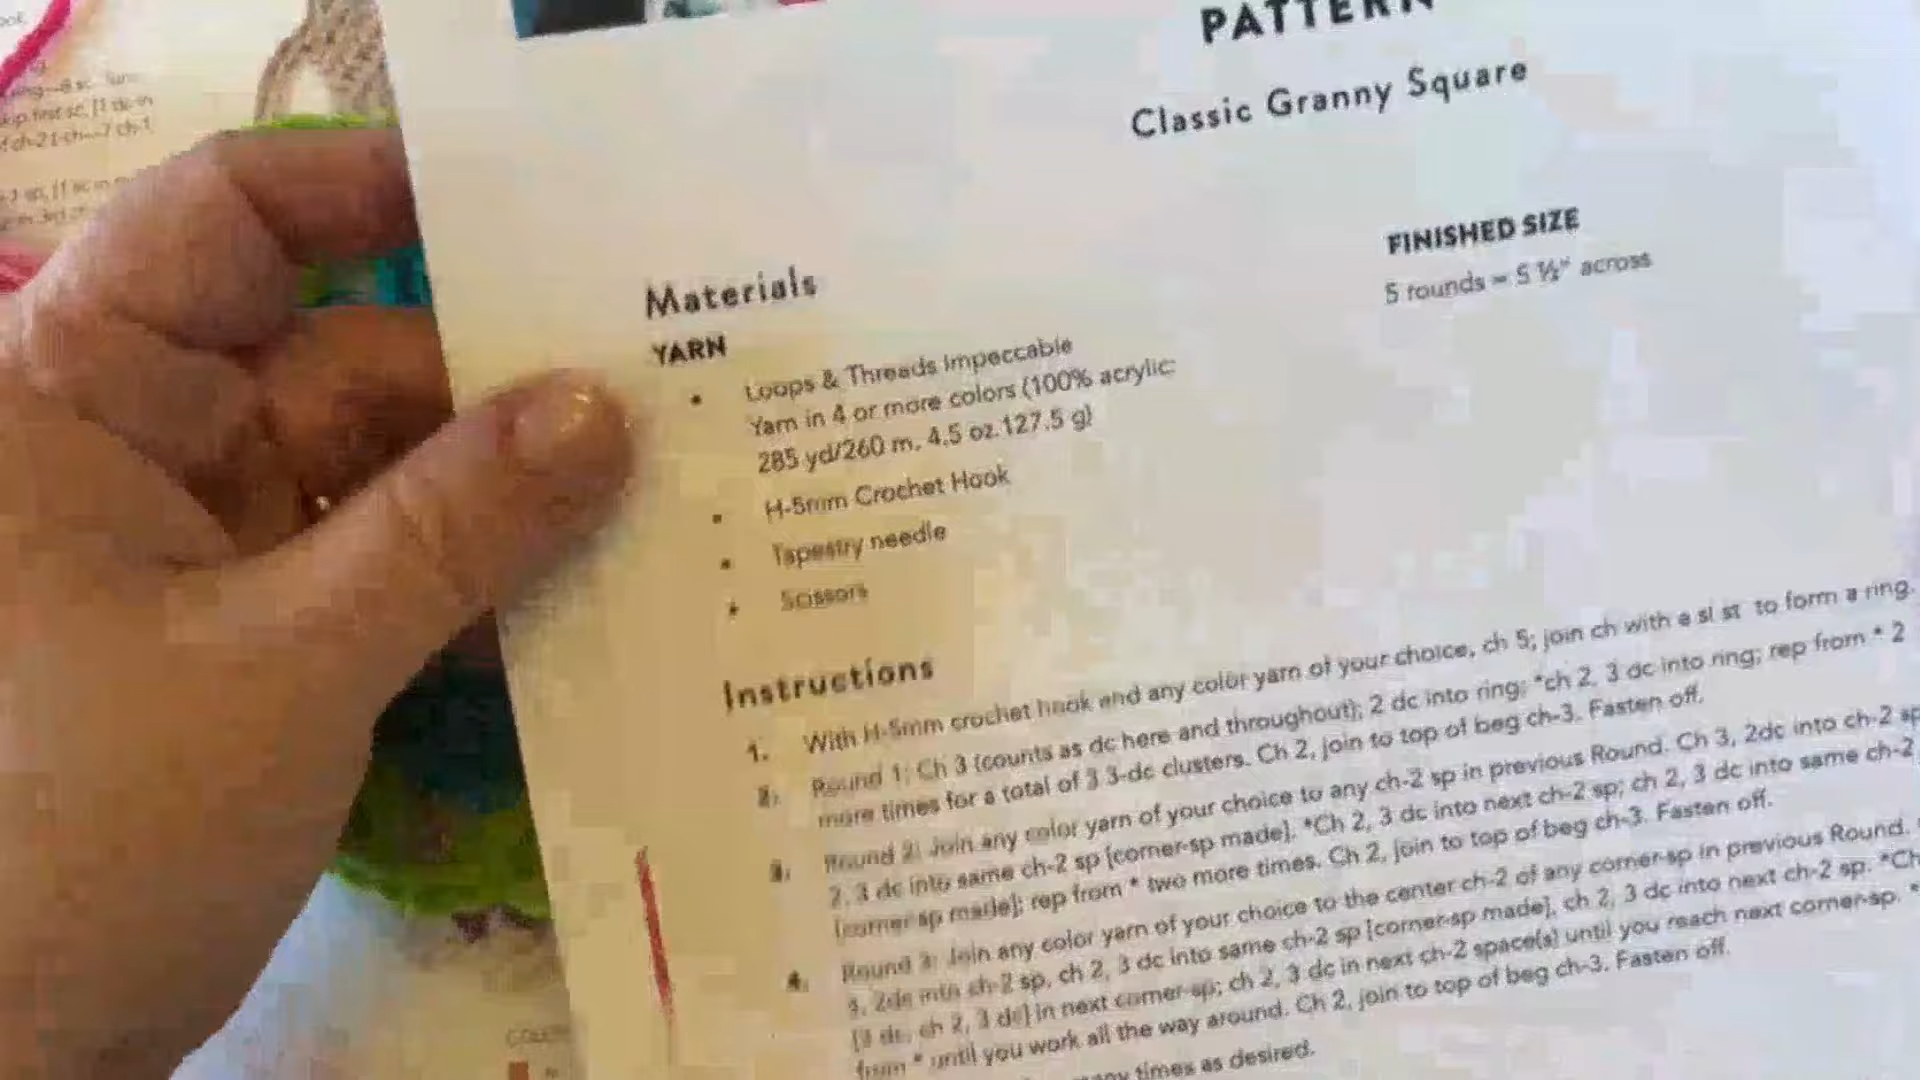 PATTERN
Classic Granny Square
FINISHED SIZE
5 rounds = 5 ½" across
Materials
YARN
• Loops & Threads Impeccable
Yarn in 4 or more colors (100% acrylic;
285 yd/260 m, 4.5 oz.127.5 g)
• H-5mm Crochet Hook
• Tapestry needle
• Scissors
Instructions
1. With H-5mm crochet hook and any color yarn of your choice, ch 5; join ch with a sl st to form a ring.
2. Round 1: Ch 3 (counts as dc here and throughout); 2 dc into ring; *ch 2, 3 dc into ring; rep from * 2
more times for a total of 3 3-dc clusters. Ch 2, join to top of beg ch-3. Fasten off.
3. Round 2: Join any color yarn of your choice to any ch-2 sp in previous Round. Ch 3, 2dc into ch-2 sp
2, 3 dc into same ch-2 sp [corner-sp made]. *Ch 2, 3 dc into next ch-2 sp; ch 2, 3 dc into same ch-2
[corner-sp made]; rep from * two more times. Ch 2, join to top of beg ch-3. Fasten off.
4. Round 3: Join any color yarn of your choice to the center ch-2 of any corner-sp in previous Round.
3, 2dc into ch-2 sp, ch 2, 3 dc into same ch-2 sp [corner-sp made], ch 2, 3 dc into next ch-2 sp. *Ch
[3 dc, ch 2, 3 dc] in next corner-sp; ch 2, 3 dc in next ch-2 space(s) until you reach next corner-sp. *
from * until you work all the way around. Ch 2, join to top of beg ch-3. Fasten off.
many times as desired.
skip first sc, [1 dc in